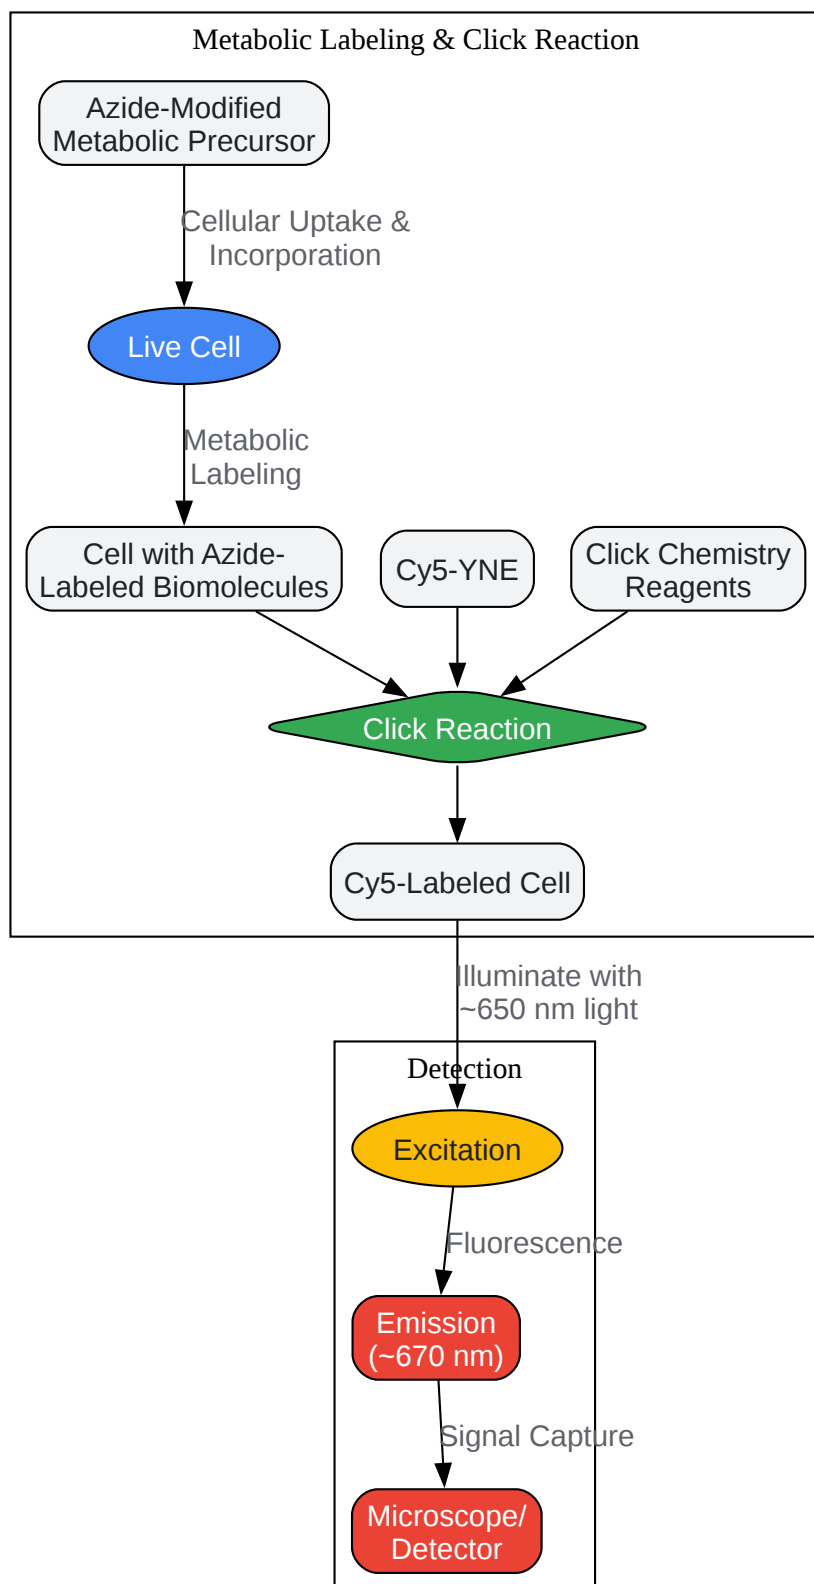 Metabolic Labeling & Click Reaction
Azide-Modified
Metabolic Precursor
Cellular Uptake &
Incorporation
Live Cell
Metabolic
Labeling
Cell with Azide-
Labeled Biomolecules
Cy5-YNE
Click Chemistry
Reagents
Click Reaction
Cy5-Labeled Cell
Illuminate with
~650 nm light
Detection
Excitation
Fluorescence
Emission
(~670 nm)
Signal Capture
Microscope/
Detector